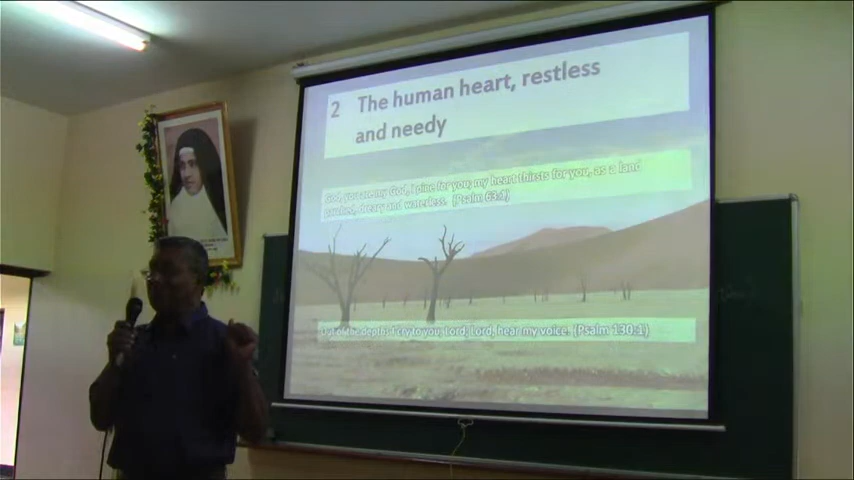 2 The human heart, restless
and needy
God, you are my God, I pine for you; my heart thirsts for you, as a land
parched, dreary and waterless. (Psalm 63:1)
Out of the depths I cry to you, Lord, Lord, hear my voice. (Psalm 130:1)